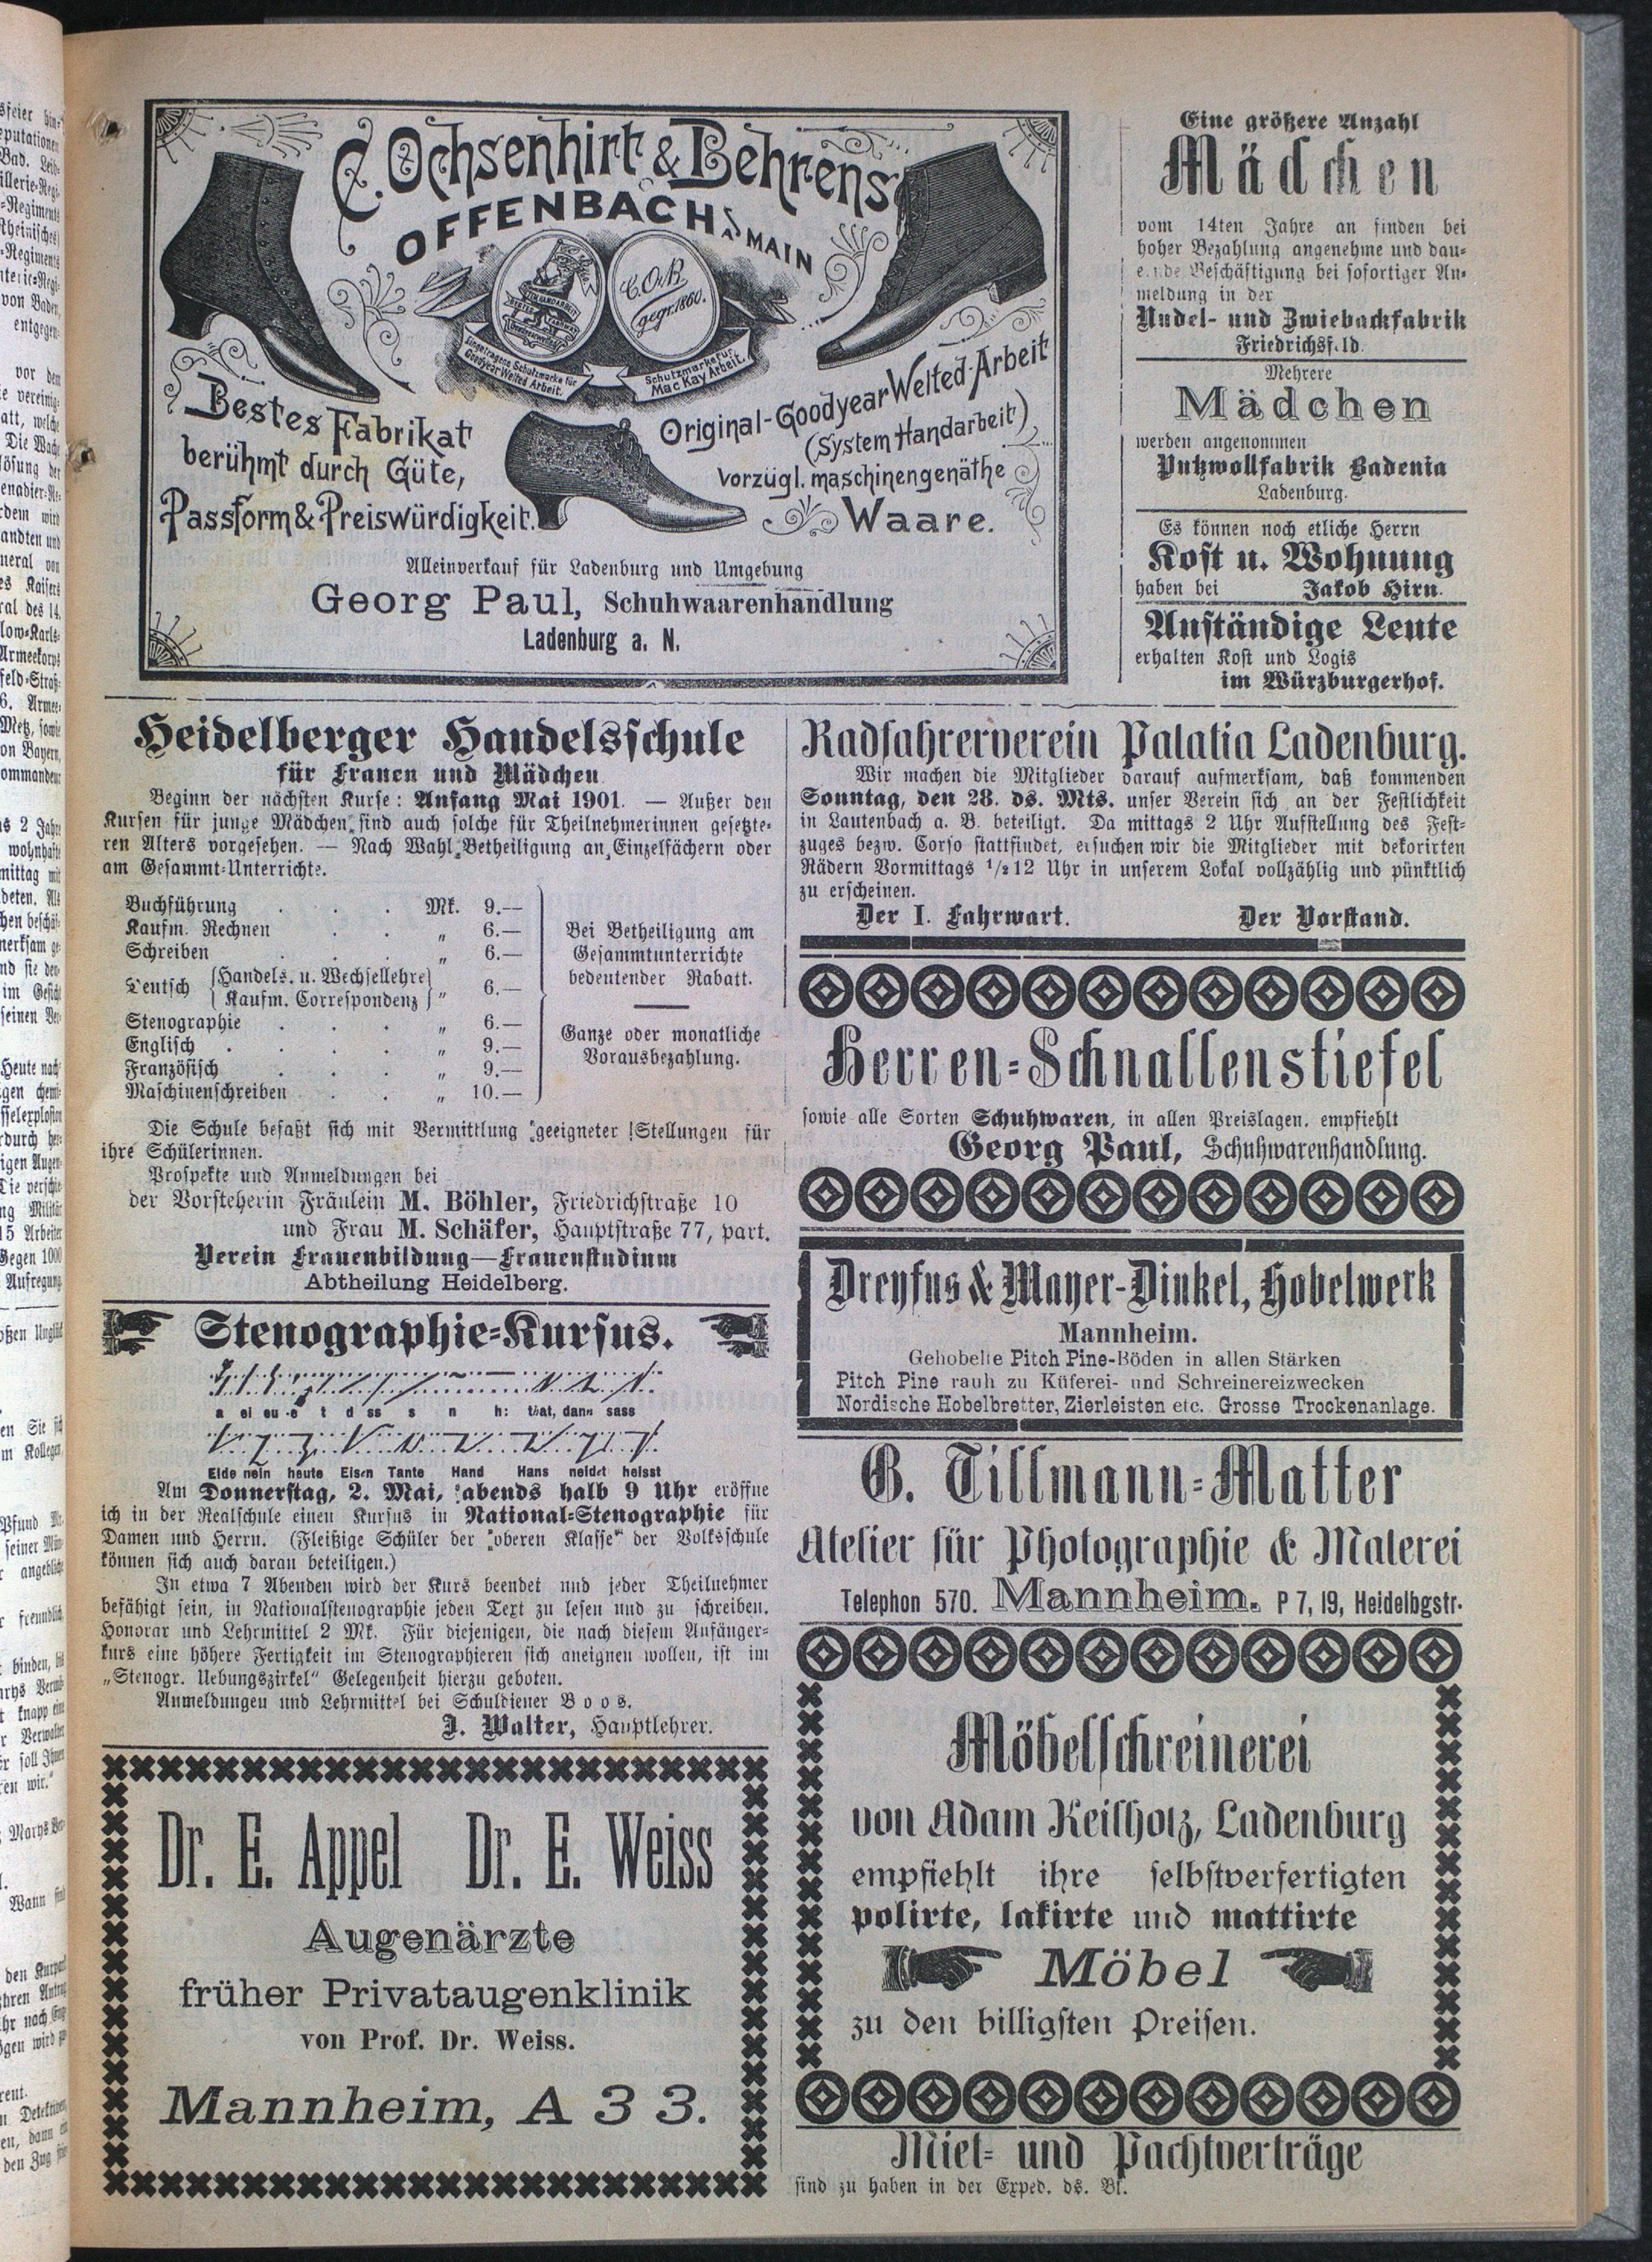 C. Ochsenhirt & Behrens
OFFENBACH a. MAIN
C.O.B.
gegr. 1860.
Eingetragene Schutzmarke für
Goodyear Welted Arbeit.
Schutzmarke für
Mac Kay Arbeit.
Bestes Fabrikat
berühmt durch Güte,
Passform & Preiswürdigkeit.
Original-Goodyear Welted-Arbeit
(System Handarbeit)
vorzügl. maschinengenäthe
Waare.
Alleinverkauf für Ladenburg und Umgebung
Georg Paul, Schuhwaarenhandlung
Ladenburg a. N.
Eine größere Anzahl
Mädchen
vom 14ten Jahre an finden bei
hoher Bezahlung angenehme und dau-
e.nde Beschäftigung bei sofortiger An-
meldung in der
Nudel- und Zwiebackfabrik
Friedrichsfeld.
Mehrere
Mädchen
werden angenommen
Putzwollfabrik Badenia
Ladenburg.
Es können noch etliche Herrn
Kost u. Wohnung
haben bei Jakob Hirn.
Anständige Leute
erhalten Kost und Logis
im Würzburgerhof.
Heidelberger Handelsschule
für Frauen und Mädchen
Beginn der nächsten Kurse: Anfang Mai 1901. — Außer den
Kursen für junge Mädchen sind auch solche für Theilnehmerinnen gesetzte-
ren Alters vorgesehen. — Nach Wahl Betheiligung an Einzelfächern oder
am Gesammt-Unterrichte.
Buchführung . . . Mk. 9.—
Kaufm. Rechnen . . „ 6.—
Schreiben . . . „ 6.—
Deutsch {Handels. u. Wechsellehre / Kaufm. Correspondenz} „ 6.—
Stenographie . . . „ 6.—
Englisch . . . . „ 9.—
Französisch . . . „ 9.—
Maschinenschreiben . . „ 10.—
Bei Betheiligung am
Gesammtunterrichte
bedeutender Rabatt.
Ganze oder monatliche
Vorausbezahlung.
Die Schule befaßt sich mit Vermittlung geeigneter Stellungen für
ihre Schülerinnen.
Prospekte und Anmeldungen bei
der Vorsteherin Fräulein M. Böhler, Friedrichstraße 10
und Frau M. Schäfer, Hauptstraße 77, part.
Verein Frauenbildung—Frauenstudium
Abtheilung Heidelberg.
Stenographie-Kursus.
a ei eu e t d ss s n h: that, dann sass
Eide nein heute Eisen Tante Hand Hans neidet heisst
Am Donnerstag, 2. Mai, abends halb 9 Uhr eröffne
ich in der Realschule einen Kursus in National-Stenographie für
Damen und Herrn. (Fleißige Schüler der „oberen Klasse“ der Volksschule
können sich auch daran beteiligen.)
In etwa 7 Abenden wird der Kurs beendet und jeder Theilnehmer
befähigt sein, in Nationalstenographie jeden Text zu lesen und zu schreiben.
Honorar und Lehrmittel 2 Mk. Für diejenigen, die nach diesem Anfänger-
kurs eine höhere Fertigkeit im Stenographieren sich aneignen wollen, ist im
„Stenogr. Uebungszirkel“ Gelegenheit hierzu geboten.
Anmeldungen und Lehrmittel bei Schuldiener Boos.
J. Walter, Hauptlehrer.
Dr. E. Appel Dr. E. Weiss
Augenärzte
früher Privataugenklinik
von Prof. Dr. Weiss.
Mannheim, A 3 3.
Radfahrerverein Palatia Ladenburg.
Wir machen die Mitglieder darauf aufmerksam, daß kommenden
Sonntag, den 28. ds. Mts. unser Verein sich an der Festlichkeit
in Lautenbach a. B. beteiligt. Da mittags 2 Uhr Aufstellung des Fest-
zuges bezw. Corso stattfindet, ersuchen wir die Mitglieder mit dekorirten
Rädern Vormittags 1/2 12 Uhr in unserem Lokal vollzählig und pünktlich
zu erscheinen.
Der I. Fahrwart. Der Vorstand.
Herren-Schnallenstiefel
sowie alle Sorten Schuhwaren, in allen Preislagen, empfiehlt
Georg Paul, Schuhwarenhandlung.
Dreyfus & Mayer-Dinkel, Hobelwerk
Mannheim.
Gehobelte Pitch Pine-Böden in allen Stärken
Pitch Pine rauh zu Küferei- und Schreinereizwecken
Nordische Hobelbretter, Zierleisten etc. Grosse Trockenanlage.
G. Tillmann-Matter
Atelier für Photographie & Malerei
Telephon 570. Mannheim. P 7, 19, Heidelbgstr.
Möbelschreinerei
von Adam Keilholz, Ladenburg
empfiehlt ihre selbstverfertigten
polirte, lakirte und mattirte
Möbel
zu den billigsten Preisen.
Miet- und Pachtverträge
sind zu haben in der Exped. ds. Bl.